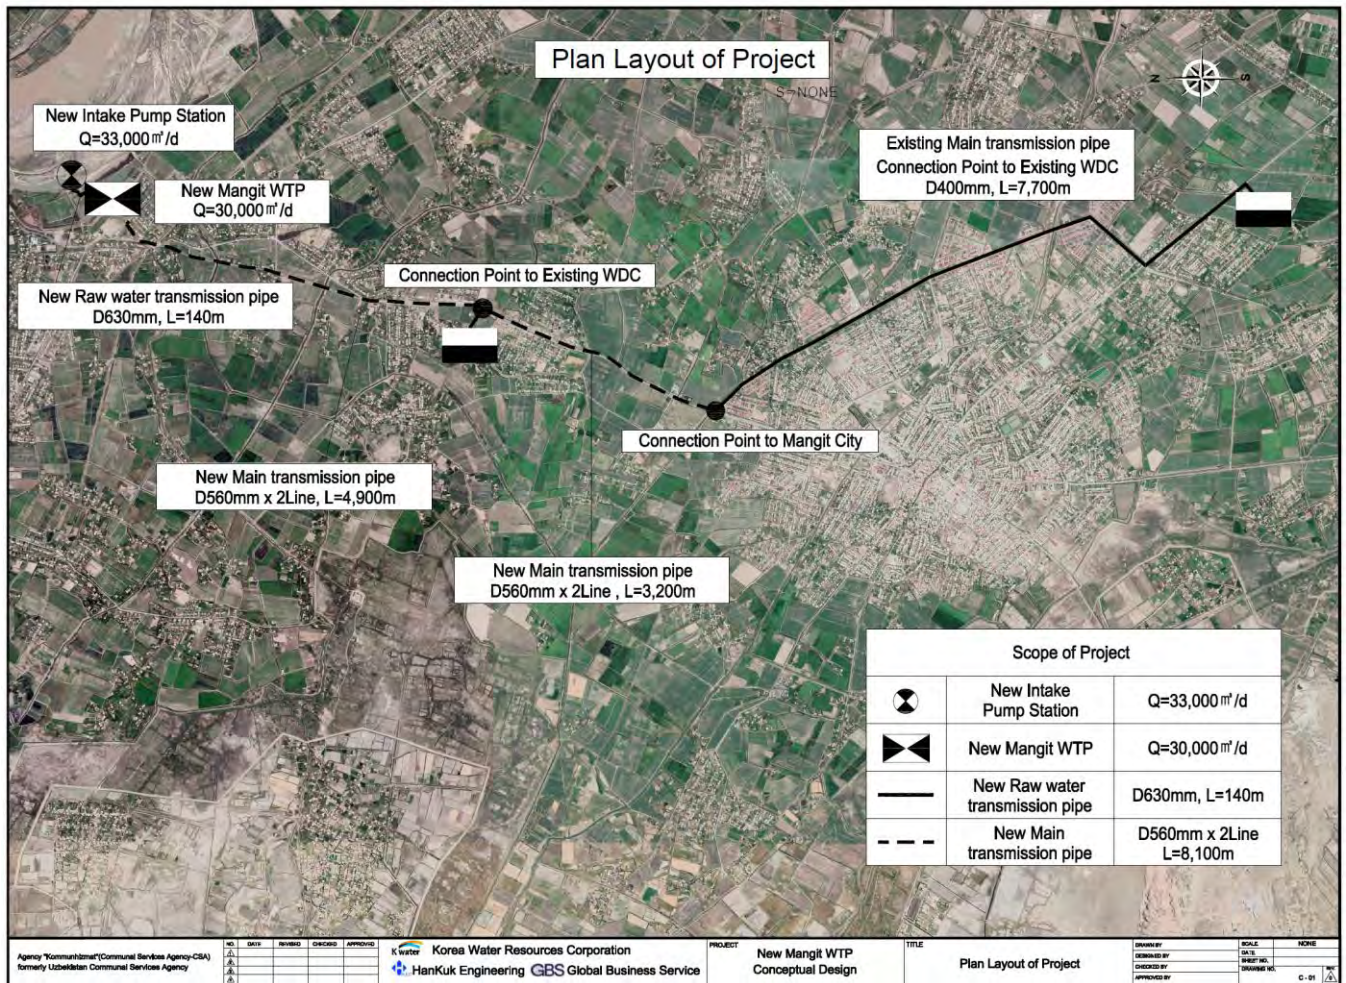 Plan Layout of Project
S=NONE
N
S
New Intake Pump Station
Q=33,000㎥/d
New Mangit WTP
Q=30,000㎥/d
Existing Main transmission pipe
Connection Point to Existing WDC
D400mm, L=7,700m
Connection Point to Existing WDC
New Raw water transmission pipe
D630mm, L=140m
Connection Point to Mangit City
New Main transmission pipe
D560mm x 2Line, L=4,900m
New Main transmission pipe
D560mm x 2Line , L=3,200m
Scope of Project
New Intake
Pump Station
Q=33,000㎥/d
New Mangit WTP
Q=30,000㎥/d
New Raw water
transmission pipe
D630mm, L=140m
New Main
transmission pipe
D560mm x 2Line
L=8,100m
Agency "Kommunhizmat"(Communal Services Agency-CSA)
formerly Uzbekistan Communal Services Agency
NO. DATE REVISED CHECKED APPROVED
K water Korea Water Resources Corporation
HanKuk Engineering GBS Global Business Service
PROJECT
New Mangit WTP
Conceptual Design
TITLE
Plan Layout of Project
DRAWN BY
DESIGNED BY
CHECKED BY
APPROVED BY
SCALE NONE
DATE
SHEET NO.
DRAWING NO.
C - 01